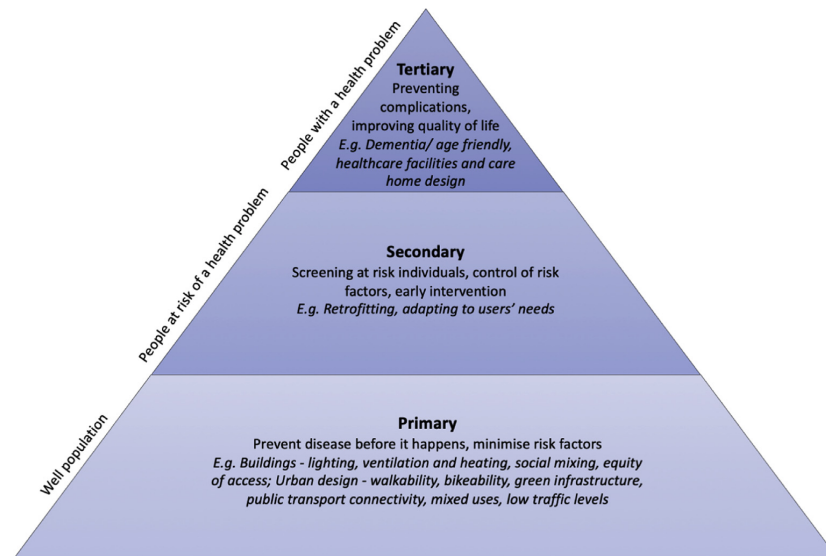 People with a health problem
Tertiary
Preventing
complications,
improving quality of life
E.g. Dementia/ age friendly,
healthcare facilities and care
home design
People at risk of a health problem
Secondary
Screening at risk individuals, control of risk
factors, early intervention
E.g. Retrofitting, adapting to users’ needs
Well population
Primary
Prevent disease before it happens, minimise risk factors
E.g. Buildings - lighting, ventilation and heating, social mixing, equity
of access; Urban design - walkability, bikeability, green infrastructure,
public transport connectivity, mixed uses, low traffic levels